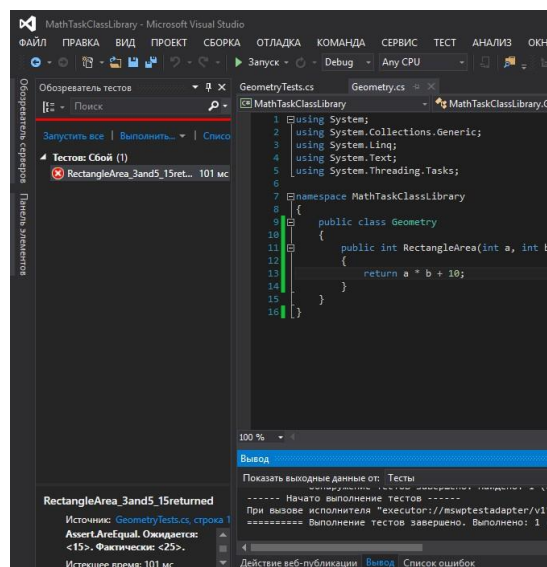 MathTaskClassLibrary - Microsoft Visual Studio
ФАЙЛ ПРАВКА ВИД ПРОЕКТ СБОРКА ОТЛАДКА КОМАНДА СЕРВИС ТЕСТ АНАЛИЗ ОКН
Запуск Debug Any CPU
Обозреватель серверов
Панель элементов
Обозреватель тестов
Поиск
Запустить все | Выполнить... | Списо
Тестов: Сбой (1)
RectangleArea_3and5_15ret... 101 мс
GeometryTests.cs Geometry.cs
MathTaskClassLibrary MathTaskClassLibrary.G
1 using System;
2 using System.Collections.Generic;
3 using System.Linq;
4 using System.Text;
5 using System.Threading.Tasks;
6
7 namespace MathTaskClassLibrary
8 {
9 public class Geometry
10 {
11 public int RectangleArea(int a, int b
12 {
13 return a * b + 10;
14 }
15 }
16 }
100 %
Вывод
Показать выходные данные от: Тесты
------ Начато выполнение тестов ------
При вызове исполнителя "executor://mswptestadapter/v1
========== Выполнение тестов завершено: Выполнено: 1
Действие веб-публикации Вывод Список ошибок
RectangleArea_3and5_15returned
Источник: GeometryTests.cs, строка 1
Assert.AreEqual. Ожидается:
<15>. Фактически: <25>.
Истекшее время: 101 мс